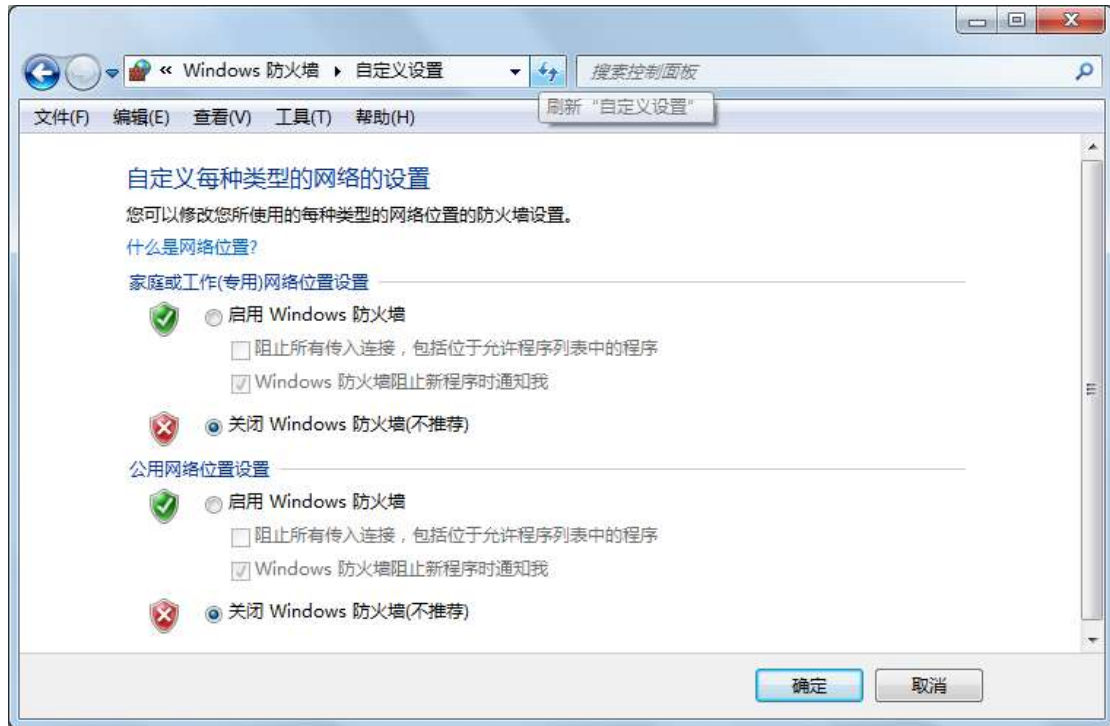 « Windows 防火墙 ▸ 自定义设置
搜索控制面板
文件(F) 编辑(E) 查看(V) 工具(T) 帮助(H)
刷新 "自定义设置"
自定义每种类型的网络的设置
您可以修改您所使用的每种类型的网络位置的防火墙设置。
什么是网络位置?
家庭或工作(专用)网络位置设置
启用 Windows 防火墙
阻止所有传入连接，包括位于允许程序列表中的程序
Windows 防火墙阻止新程序时通知我
关闭 Windows 防火墙(不推荐)
公用网络位置设置
启用 Windows 防火墙
阻止所有传入连接，包括位于允许程序列表中的程序
Windows 防火墙阻止新程序时通知我
关闭 Windows 防火墙(不推荐)
确定 取消